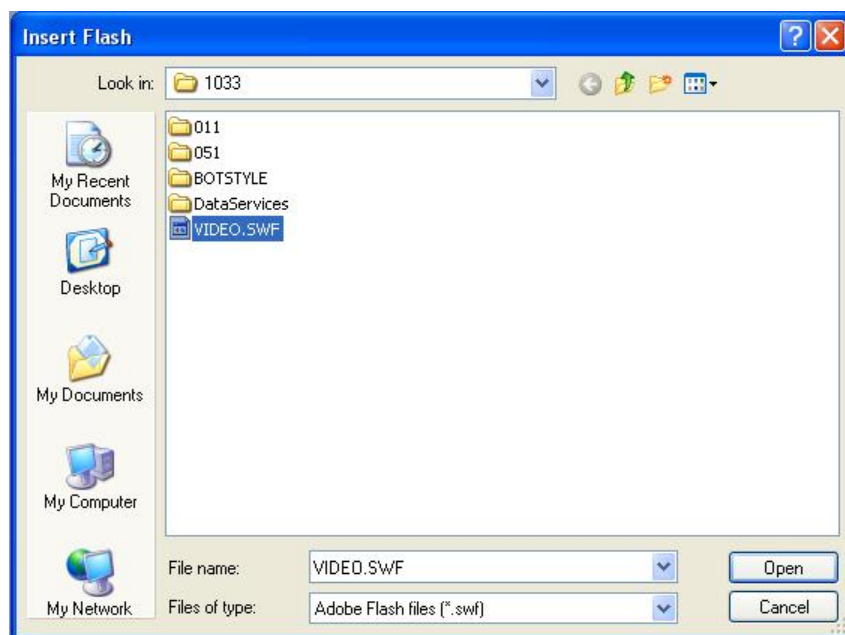 Insert Flash
Look in: 1033
My Recent
Documents
Desktop
My Documents
My Computer
My Network
011
051
BOTSTYLE
DataServices
VIDEO.SWF
File name: VIDEO.SWF Open
Files of type: Adobe Flash files (*.swf) Cancel